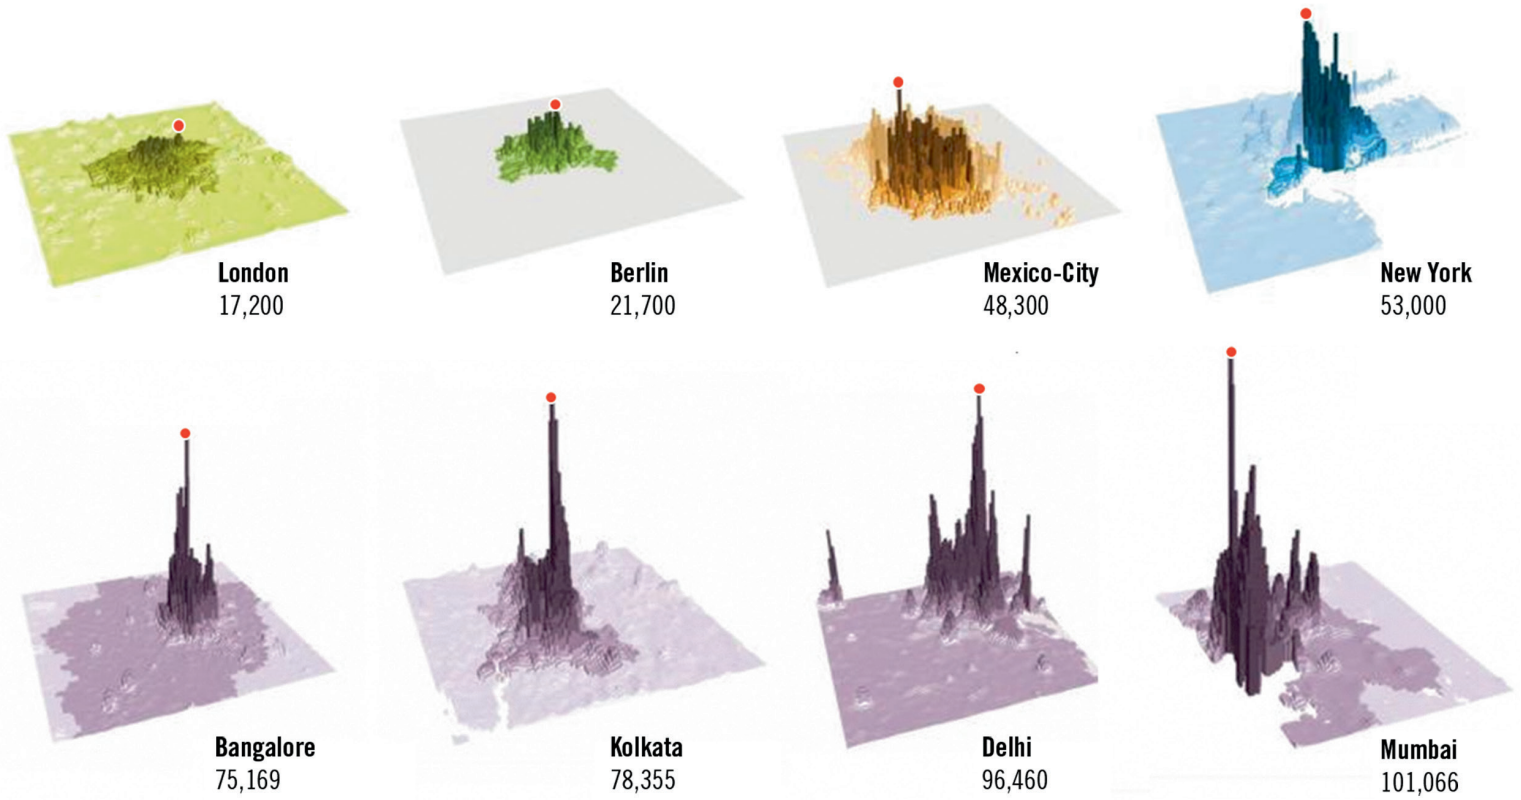 London
17,200
Berlin
21,700
Mexico-City
48,300
New York
53,000
Bangalore
75,169
Kolkata
78,355
Delhi
96,460
Mumbai
101,066